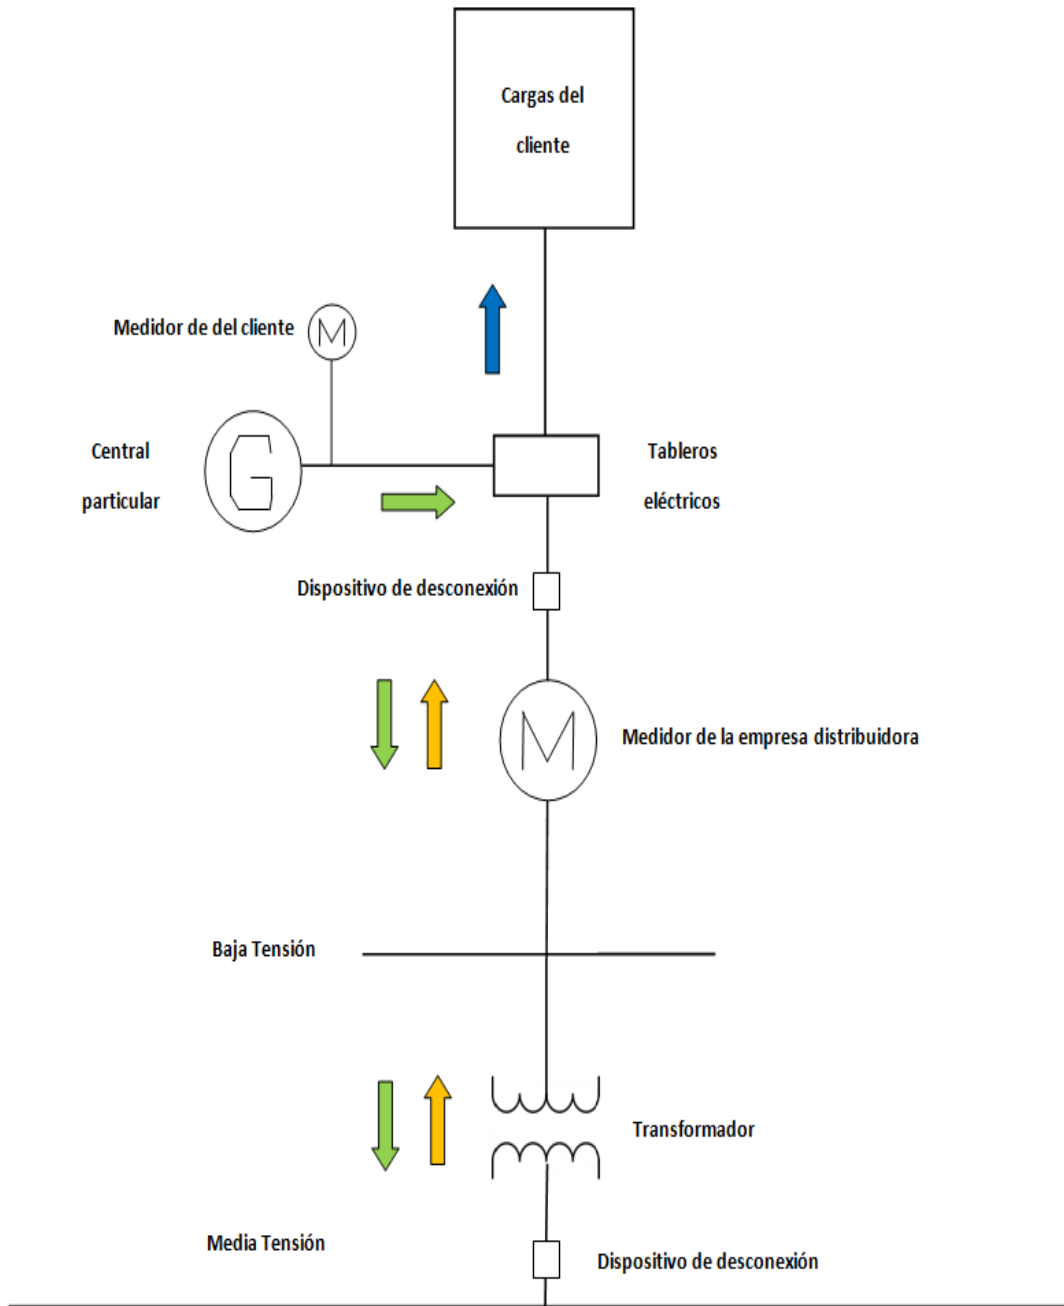 Cargas del
cliente
Medidor de del cliente
M
Central
particular
G
Tableros
eléctricos
Dispositivo de desconexión
M
Medidor de la empresa distribuidora
Baja Tensión
Transformador
Media Tensión
Dispositivo de desconexión